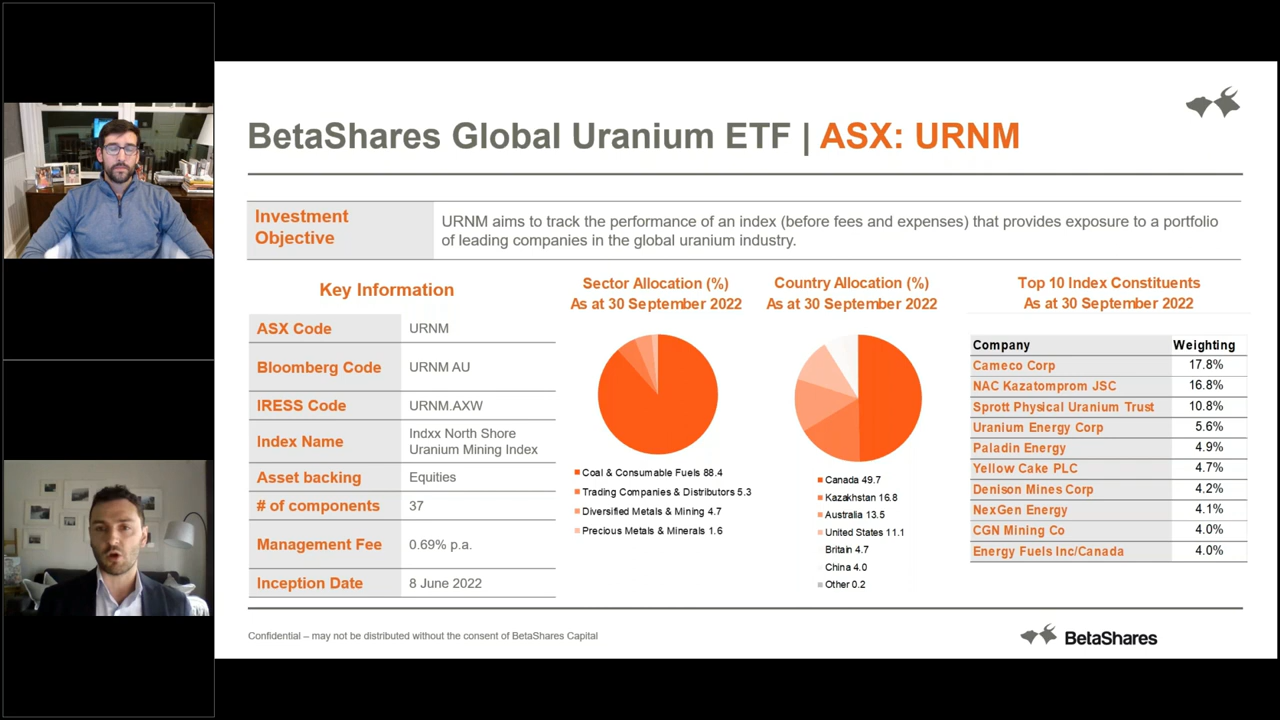 BetaShares Global Uranium ETF | ASX: URNM
Investment
Objective
URNM aims to track the performance of an index (before fees and expenses) that provides exposure to a portfolio
of leading companies in the global uranium industry.
Key Information
ASX Code URNM
Bloomberg Code URNM AU
IRESS Code URNM.AXW
Index Name Indxx North Shore
Uranium Mining Index
Asset backing Equities
# of components 37
Management Fee 0.69% p.a.
Inception Date 8 June 2022
Sector Allocation (%)
As at 30 September 2022
Coal & Consumable Fuels 88.4
Trading Companies & Distributors 5.3
Diversified Metals & Mining 4.7
Precious Metals & Minerals 1.6
Country Allocation (%)
As at 30 September 2022
Canada 49.7
Kazakhstan 16.8
Australia 13.5
United States 11.1
Britain 4.7
China 4.0
Other 0.2
Top 10 Index Constituents
As at 30 September 2022
Company Weighting
Cameco Corp 17.8%
NAC Kazatomprom JSC 16.8%
Sprott Physical Uranium Trust 10.8%
Uranium Energy Corp 5.6%
Paladin Energy 4.9%
Yellow Cake PLC 4.7%
Denison Mines Corp 4.2%
NexGen Energy 4.1%
CGN Mining Co 4.0%
Energy Fuels Inc/Canada 4.0%
Confidential – may not be distributed without the consent of BetaShares Capital
BetaShares